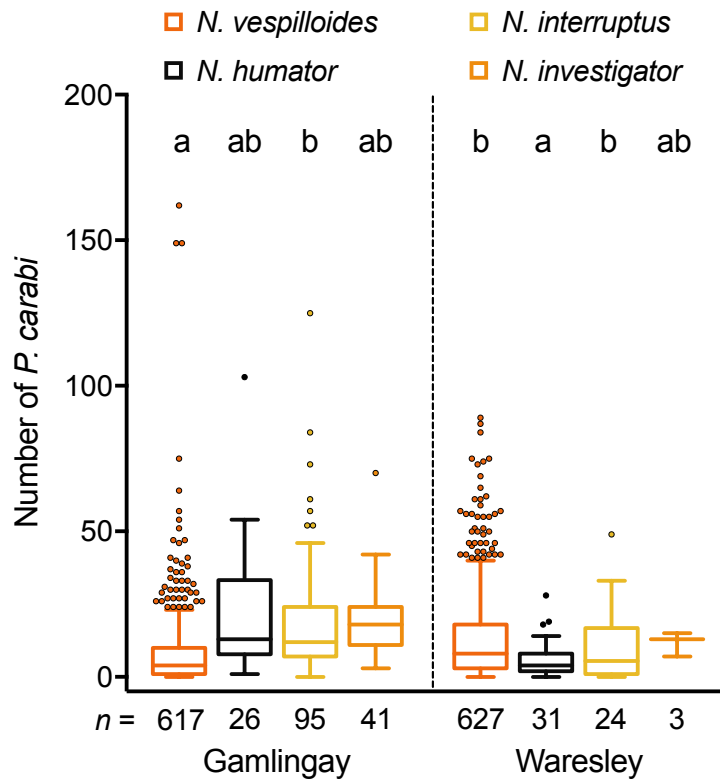 N. vespilloides N. interruptus
N. humator N. investigator
200
a ab b ab b a b ab
150
100
50
0
Number of P. carabi
n = 617 26 95 41 627 31 24 3
Gamlingay Waresley